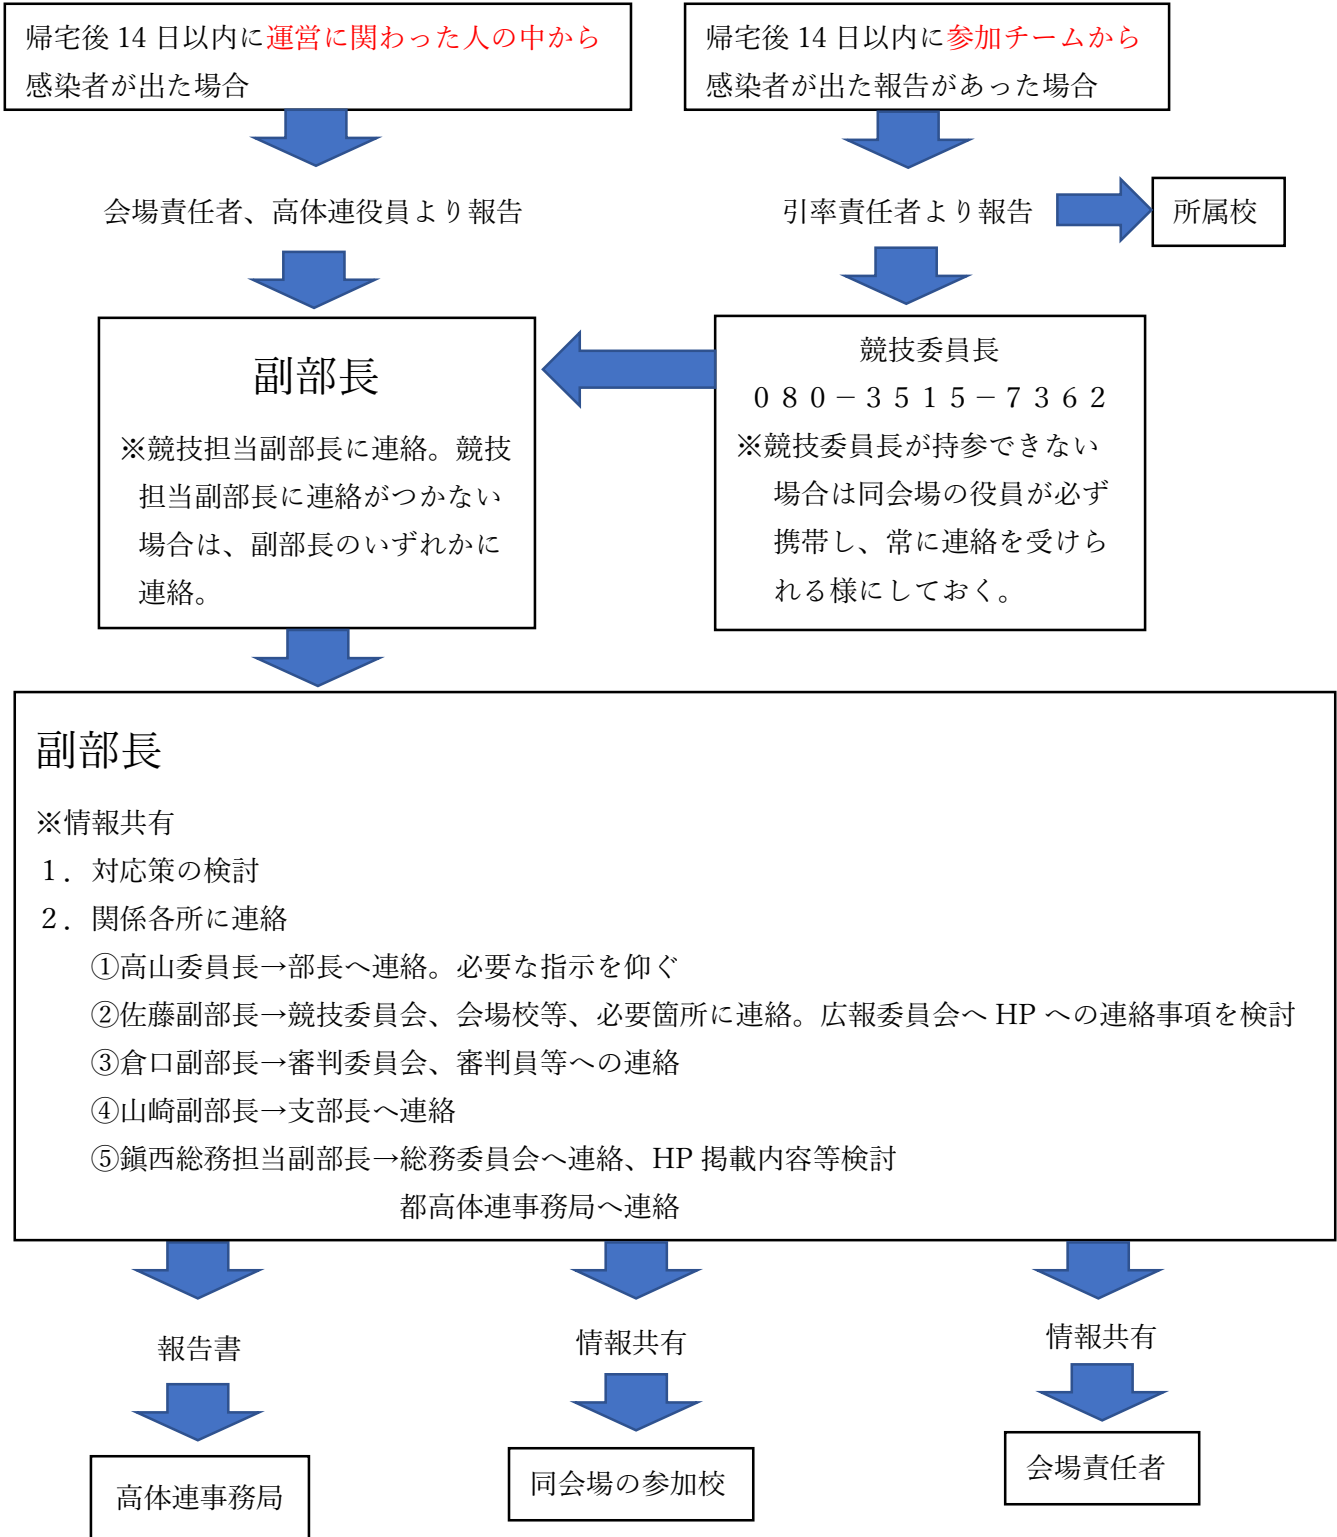 帰宅後 14 日以内に運営に関わった人の中から
感染者が出た場合
帰宅後 14 日以内に参加チームから
感染者が出た報告があった場合
会場責任者、高体連役員より報告
引率責任者より報告
所属校
副部長
※競技担当副部長に連絡。競技
担当副部長に連絡がつかない
場合は、副部長のいずれかに
連絡。
競技委員長
０８０－３５１５－７３６２
※競技委員長が持参できない
場合は同会場の役員が必ず
携帯し、常に連絡を受けら
れる様にしておく。
副部長
※情報共有
１．対応策の検討
２．関係各所に連絡
①高山委員長→部長へ連絡。必要な指示を仰ぐ
②佐藤副部長→競技委員会、会場校等、必要箇所に連絡。広報委員会へ HP への連絡事項を検討
③倉口副部長→審判委員会、審判員等への連絡
④山崎副部長→支部長へ連絡
⑤鎭西総務担当副部長→総務委員会へ連絡、HP 掲載内容等検討
都高体連事務局へ連絡
報告書
情報共有
情報共有
高体連事務局
同会場の参加校
会場責任者